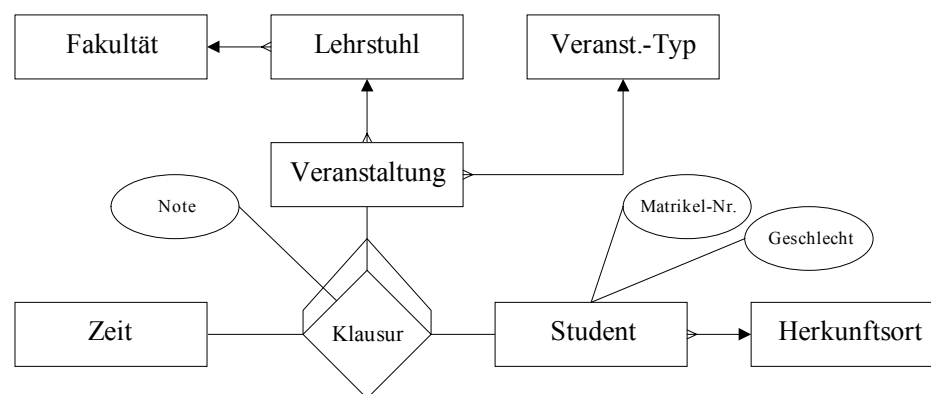 Fakultät
Lehrstuhl
Veranst.-Typ
Veranstaltung
Note
Matrikel-Nr.
Geschlecht
Zeit
Klausur
Student
Herkunftsort